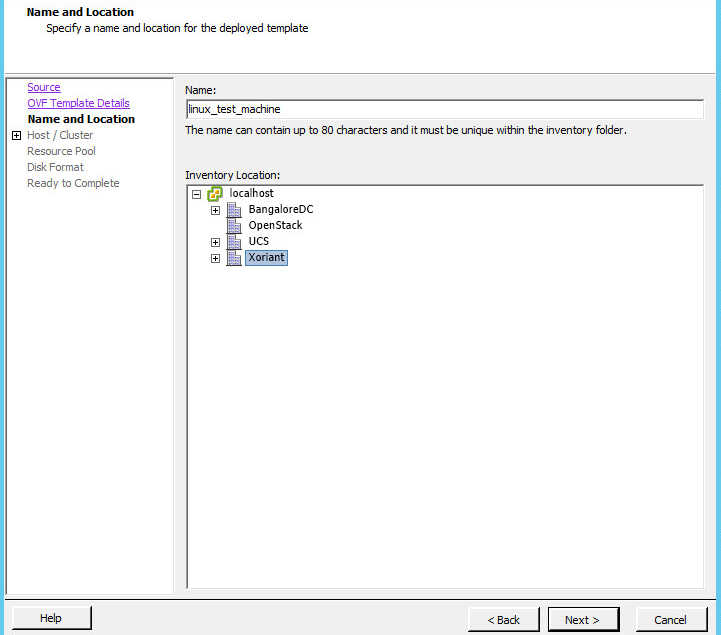 Name and Location
Specify a name and location for the deployed template
Source
OVF Template Details
Name and Location
Host / Cluster
Resource Pool
Disk Format
Ready to Complete
Name:
linux_test_machine
The name can contain up to 80 characters and it must be unique within the inventory folder.
Inventory Location:
localhost
BangaloreDC
OpenStack
UCS
Xoriant
Help
< Back
Next >
Cancel